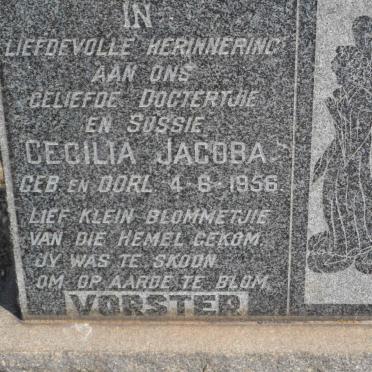 IN
LIEFDEVOLLE HERINNERING
AAN ONS
GELIEFDE DOGTERTJIE
EN SUSSIE
CECILIA JACOBA
GEB. EN OORL. 4-6-1956.
LIEF KLEIN BLOMMETJIE
VAN DIE HEMEL GEKOM
JY WAS TE SKOON
OM OP AARDE TE BLOM
VORSTER